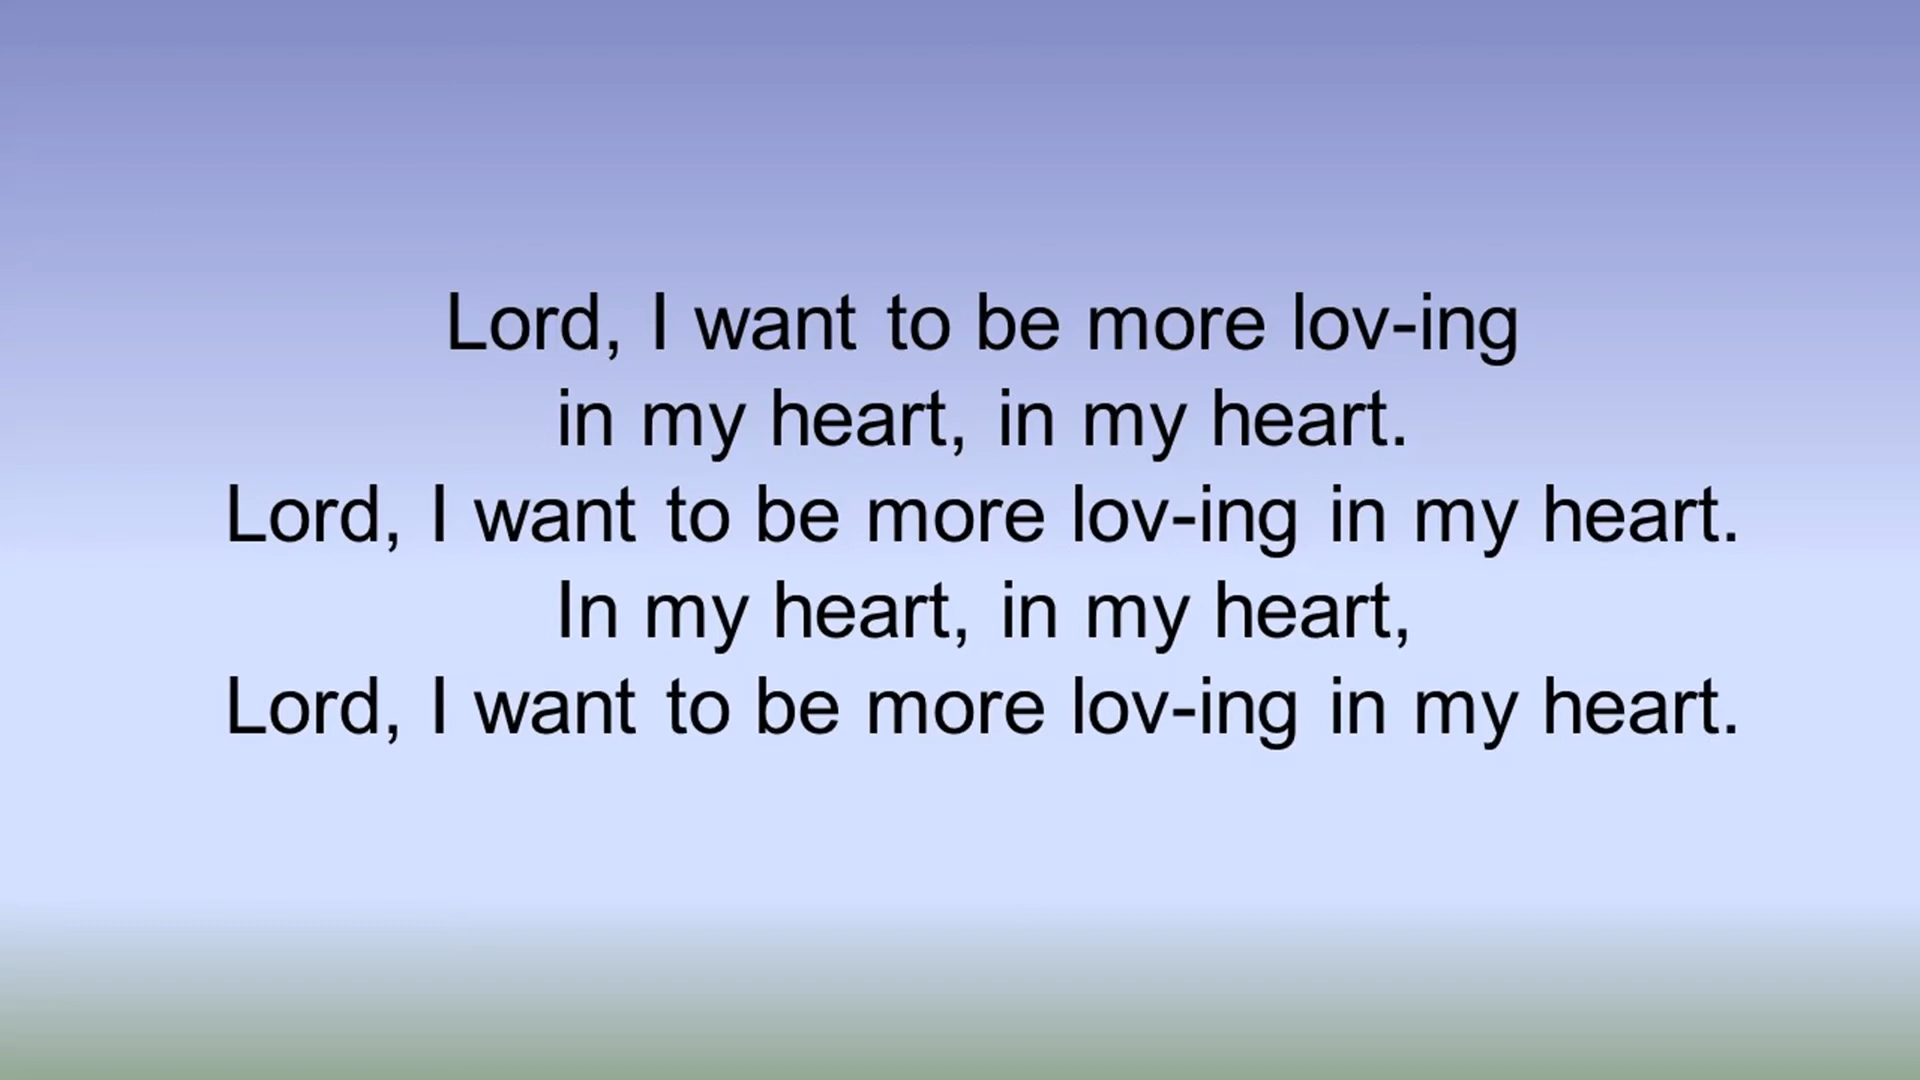 Lord, I want to be more lov-ing
in my heart, in my heart.
Lord, I want to be more lov-ing in my heart.
In my heart, in my heart,
Lord, I want to be more lov-ing in my heart.